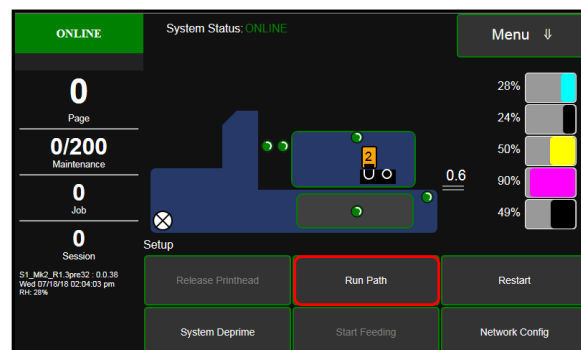 ONLINE
System Status: ONLINE
Menu ⇓
0
Page
0/200
Maintenance
0
Job
0
Session
S1_Mk2_R1.3pre32 : 0.0.36
Wed 07/18/18 02:04:03 pm
RH: 28%
28%
24%
50%
90%
49%
2
0.6
Setup
Release Printhead
Run Path
Restart
System Deprime
Start Feeding
Network Config